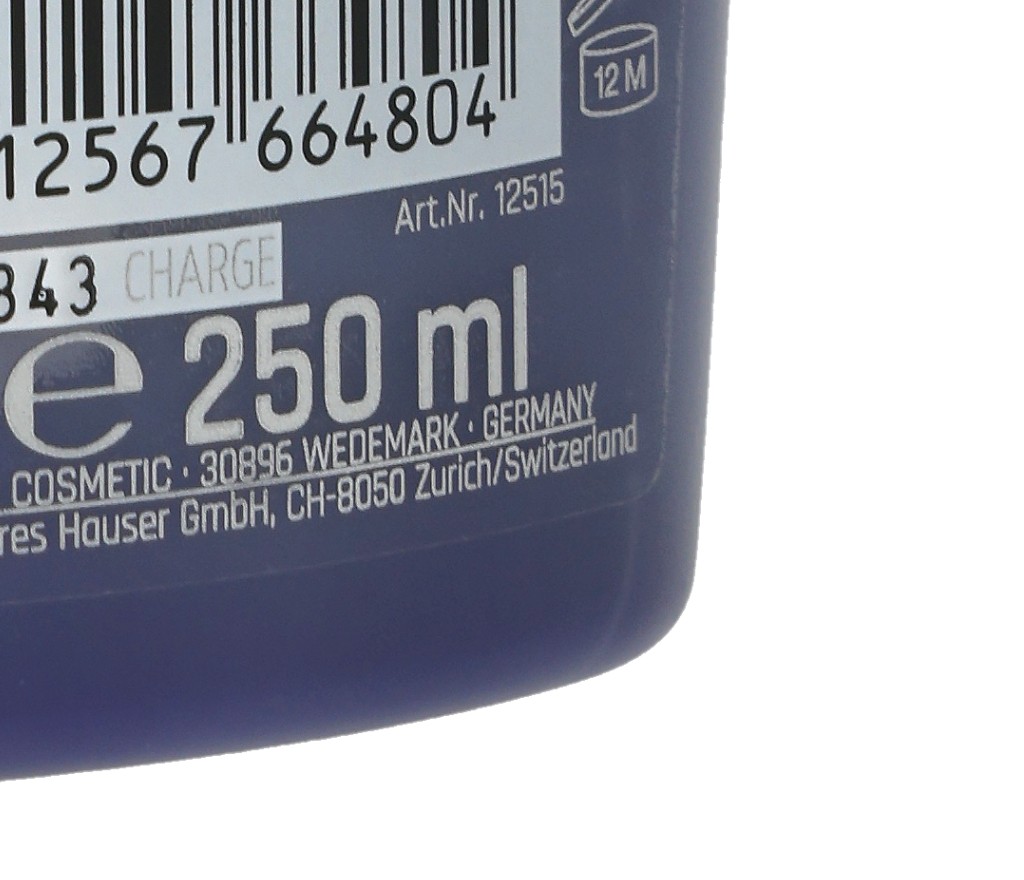 12M
12567 664804
Art.Nr. 12515
343 CHARGE
e 250 ml
COSMETIC · 30896 WEDEMARK · GERMANY
res Hauser GmbH, CH-8050 Zurich/Switzerland